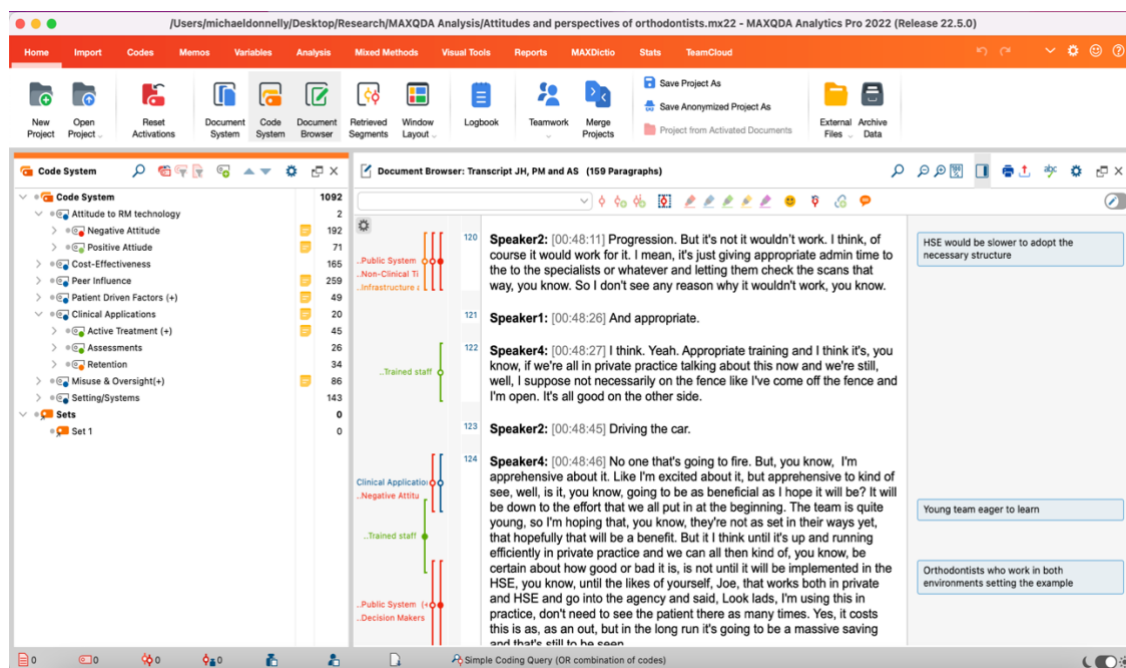 /Users/michaeldonnelly/Desktop/Research/MAXQDA Analysis/Attitudes and perspectives of orthodontists.mx22 - MAXQDA Analytics Pro 2022 (Release 22.5.0)
Home Import Codes Memos Variables Analysis Mixed Methods Visual Tools Reports MAXDictio Stats TeamCloud
New Project
Open Project
Reset Activations
Document System
Code System
Document Browser
Retrieved Segments
Window Layout
Logbook
Teamwork
Merge Projects
Save Project As
Save Anonymized Project As
Project from Activated Documents
External Files
Archive Data
Code System
Code System 1092
Attitude to RM technology 2
Negative Attitude 192
Positive Attiude 71
Cost-Effectiveness 165
Peer Influence 259
Patient Driven Factors (+) 49
Clinical Applications 20
Active Treatment (+) 45
Assessments 26
Retention 34
Misuse & Oversight(+) 86
Setting/Systems 143
Sets 0
Set 1 0
Document Browser: Transcript JH, PM and AS (159 Paragraphs)
..Public System
..Non-Clinical Ti
..Infrastructure a
120 Speaker2: [00:48:11] Progression. But it's not it wouldn't work. I think, of
course it would work for it. I mean, it's just giving appropriate admin time to
the to the specialists or whatever and letting them check the scans that
way, you know. So I don't see any reason why it wouldn't work, you know.
HSE would be slower to adopt the
necessary structure
121 Speaker1: [00:48:26] And appropriate.
..Trained staff
122 Speaker4: [00:48:27] I think. Yeah. Appropriate training and I think it's, you
know, if we're all in private practice talking about this now and we're still,
well, I suppose not necessarily on the fence like I've come off the fence and
I'm open. It's all good on the other side.
123 Speaker2: [00:48:45] Driving the car.
Clinical Application
..Negative Attitu
..Trained staff
..Public System (+
..Decision Makers
124 Speaker4: [00:48:46] No one that's going to fire. But, you know, I'm
apprehensive about it. Like I'm excited about it, but apprehensive to kind of
see, well, is it, you know, going to be as beneficial as I hope it will be? It will
be down to the effort that we all put in at the beginning. The team is quite
young, so I'm hoping that, you know, they're not as set in their ways yet,
that hopefully that will be a benefit. But it I think until it's up and running
efficiently in private practice and we can all then kind of, you know, be
certain about how good or bad it is, is not until it will be implemented in the
HSE, you know, until the likes of yourself, Joe, that works both in private
and HSE and go into the agency and said, Look lads, I'm using this in
practice, don't need to see the patient there as many times. Yes, it costs
this is as, as an out, but in the long run it's going to be a massive saving
and that's still to be seen
Young team eager to learn
Orthodontists who work in both
environments setting the example
0 0 0 0 Simple Coding Query (OR combination of codes)